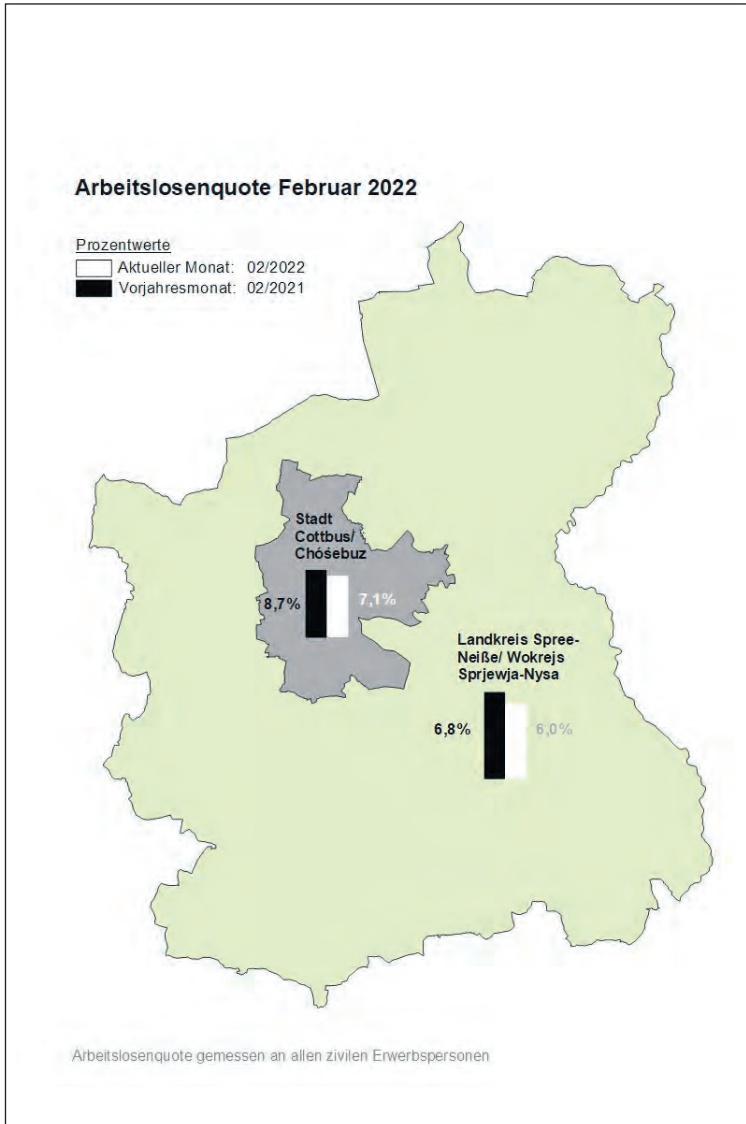 Arbeitslosenquote Februar 2022
Prozentwerte
Aktueller Monat: 02/2022
Vorjahresmonat: 02/2021
Stadt
Cottbus/
Chóśebuz
8,7%
7,1%
Landkreis Spree-
Neiße/ Wokrejs
Sprjewja-Nysa
6,8%
6,0%
Arbeitslosenquote gemessen an allen zivilen Erwerbspersonen